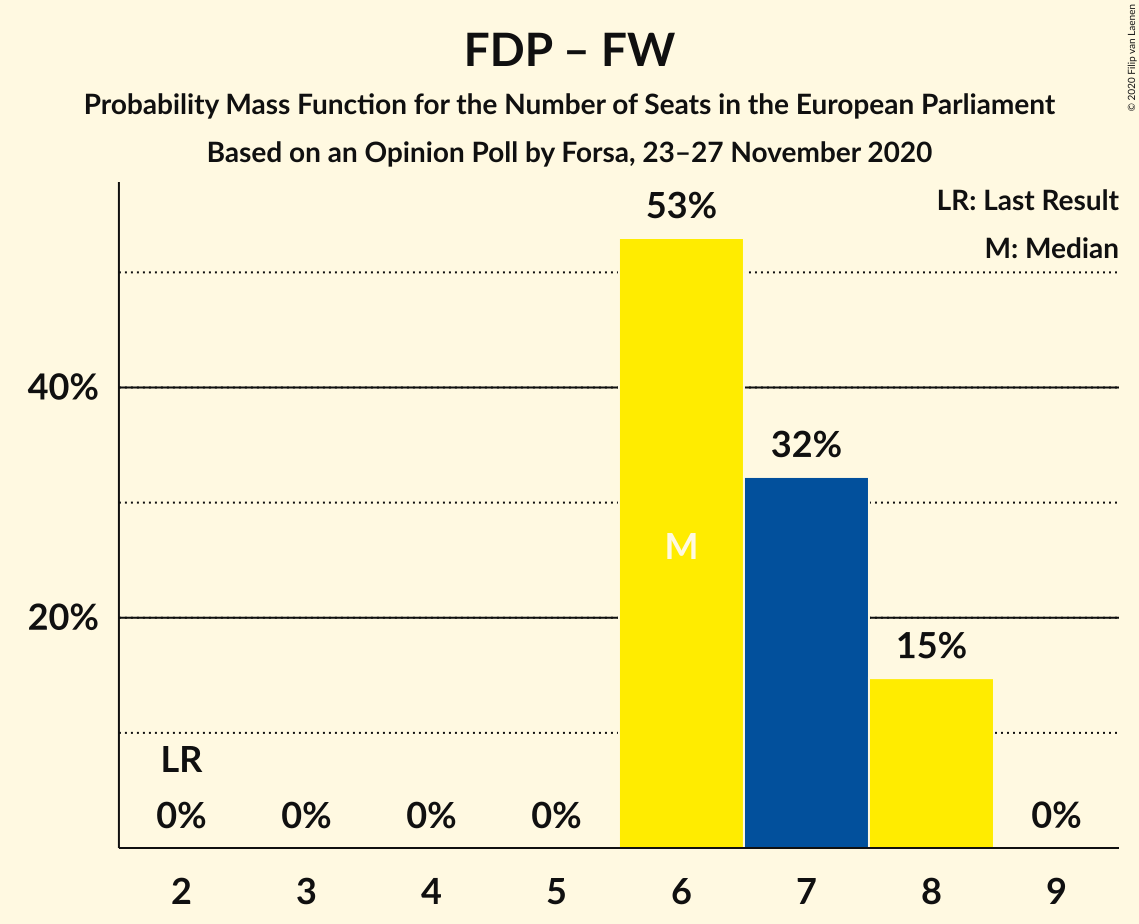 FDP – FW
Probability Mass Function for the Number of Seats in the European Parliament
Based on an Opinion Poll by Forsa, 23–27 November 2020
© 2020 Filip van Laenen
LR: Last Result
M: Median
53%
40%
32%
M
20%
15%
LR
0%
0%
0%
0%
0%
2
3
4
5
6
7
8
9